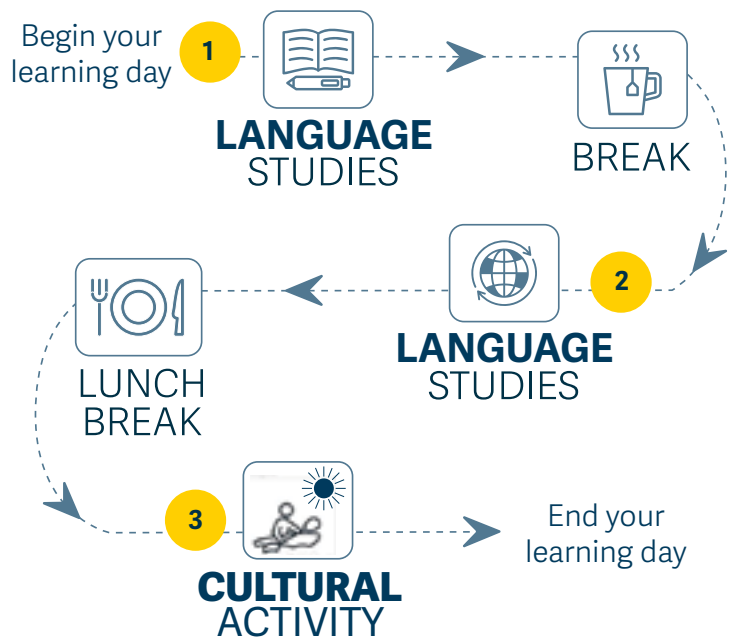 Begin your
learning day
1
LANGUAGE
STUDIES
BREAK
2
LANGUAGE
STUDIES
LUNCH
BREAK
3
CULTURAL
ACTIVITY
End your
learning day